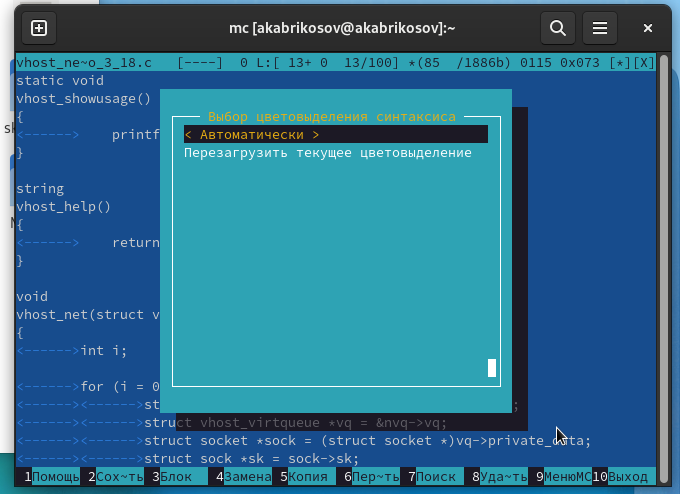 mc [akabrikosov@akabrikosov]:~
vhost_ne~o_3_18.c [----] 0 L:[ 13+ 0 13/100] *(85 /1886b) 0115 0x073 [*][X]
static void
vhost_showusage()
{
<------> printf
}
string
vhost_help()
{
<------> return
}
void
vhost_net(struct v
{
<------>int i;
<------>for (i = 0
<------><------>st ;
<------><------>struct vhost_virtqueue *vq = &nvq->vq;
<------><------>struct socket *sock = (struct socket *)vq->private_data;
<------><------>struct sock *sk = sock->sk;
Выбор цветовыделения синтаксиса
< Автоматически >
Перезагрузить текущее цветовыделение
1Помощь 2Сох~ть 3Блок 4Замена 5Копия 6Пер~ть 7Поиск 8Уда~ть 9МенюMC 10Выход